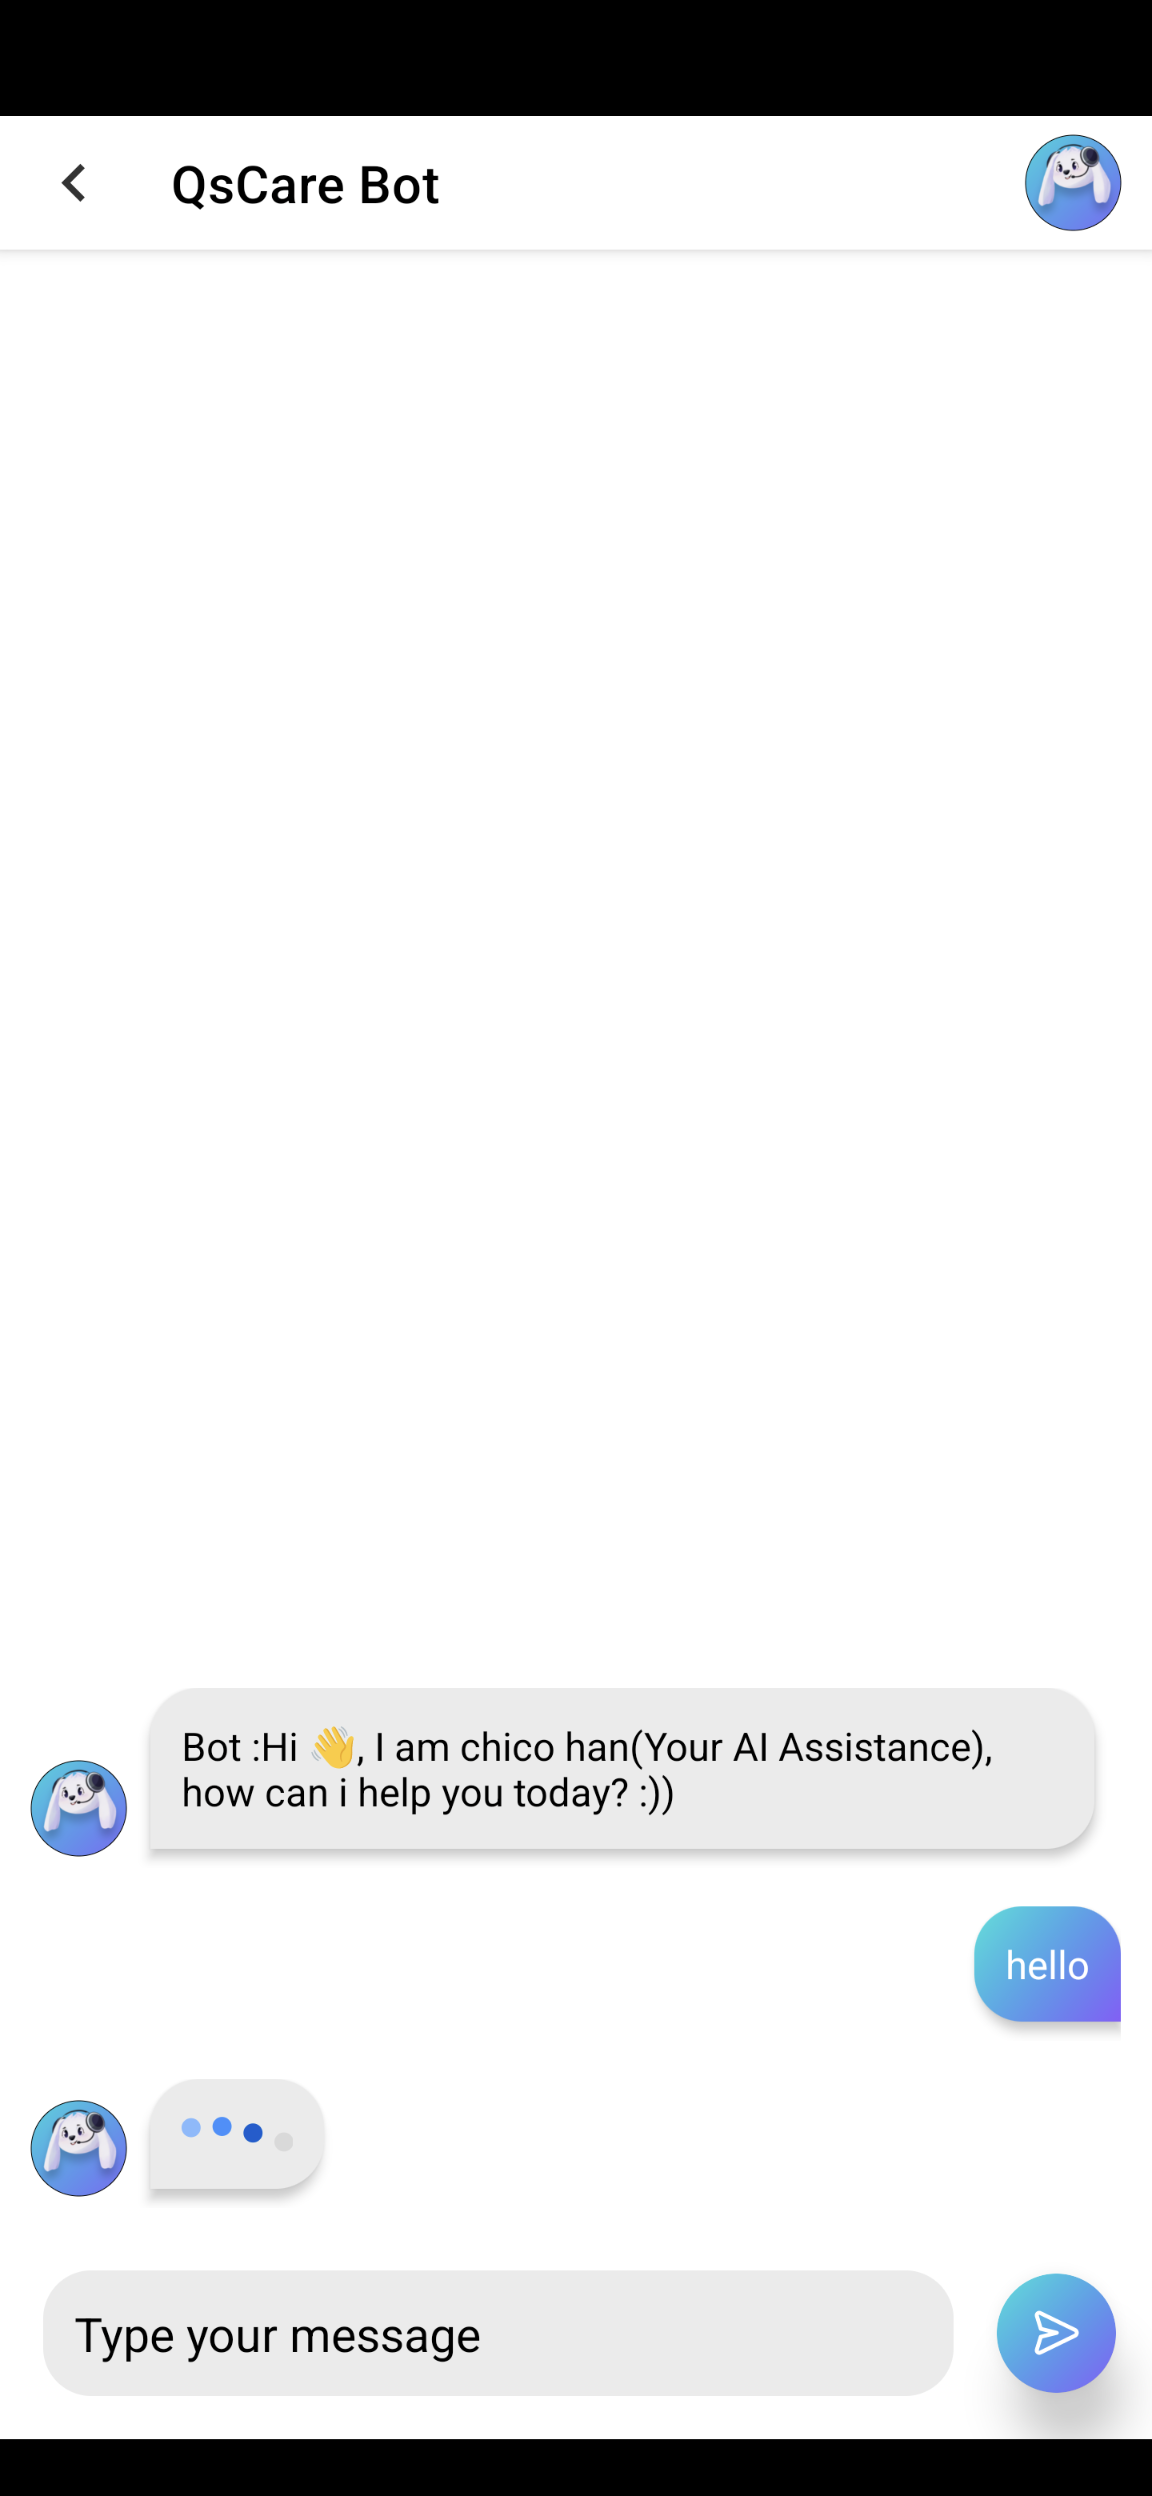 QsCare Bot
Bot :Hi 👋, I am chico han(Your AI Assistance),
how can i help you today? :))
hello
Type your message